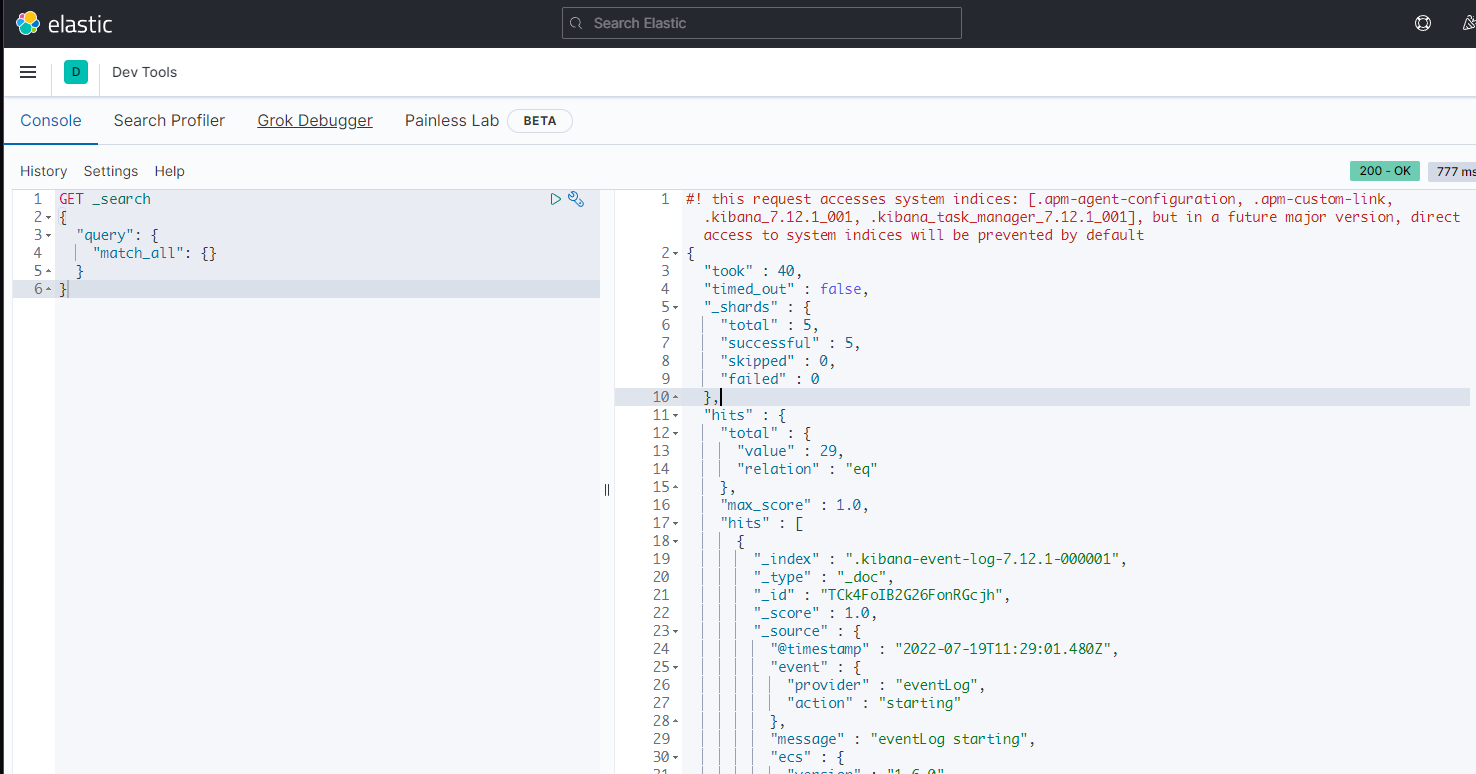 elastic
Search Elastic
D
Dev Tools
Console
Search Profiler
Grok Debugger
Painless Lab
BETA
History
Settings
Help
200 - OK
777 ms
1 GET _search
2 {
3 "query": {
4 "match_all": {}
5 }
6 }
1 #! this request accesses system indices: [.apm-agent-configuration, .apm-custom-link,
.kibana_7.12.1_001, .kibana_task_manager_7.12.1_001], but in a future major version, direct
access to system indices will be prevented by default
2 {
3 "took" : 40,
4 "timed_out" : false,
5 "_shards" : {
6 "total" : 5,
7 "successful" : 5,
8 "skipped" : 0,
9 "failed" : 0
10 },
11 "hits" : {
12 "total" : {
13 "value" : 29,
14 "relation" : "eq"
15 },
16 "max_score" : 1.0,
17 "hits" : [
18 {
19 "_index" : ".kibana-event-log-7.12.1-000001",
20 "_type" : "_doc",
21 "_id" : "TCk4FoIB2G26FonRGcjh",
22 "_score" : 1.0,
23 "_source" : {
24 "@timestamp" : "2022-07-19T11:29:01.480Z",
25 "event" : {
26 "provider" : "eventLog",
27 "action" : "starting"
28 },
29 "message" : "eventLog starting",
30 "ecs" : {
31 "version" : "1.6.0"